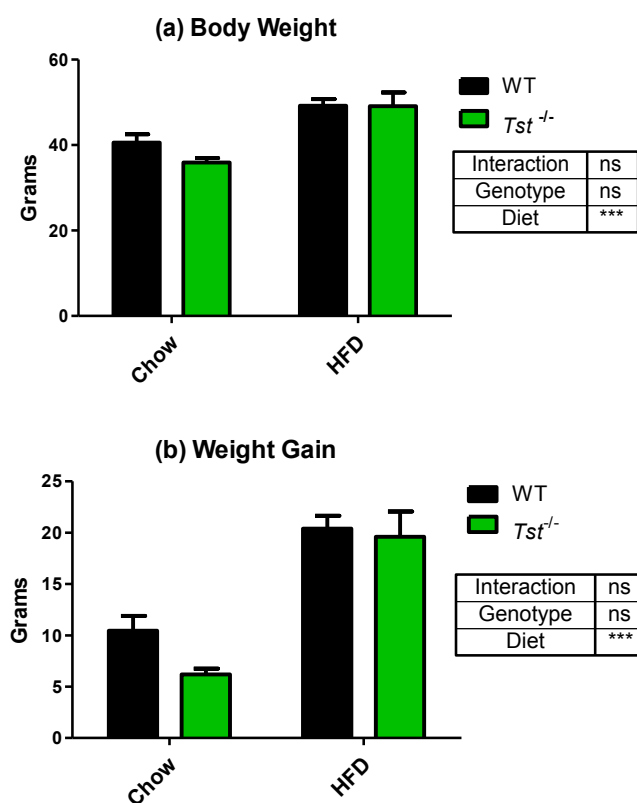 (a) Body Weight
60
40
20
0
Grams
Chow
HFD
WT
Tst -/-
Interaction ns
Genotype ns
Diet ***
(b) Weight Gain
25
20
15
10
5
0
Grams
Chow
HFD
WT
Tst-/-
Interaction ns
Genotype ns
Diet ***